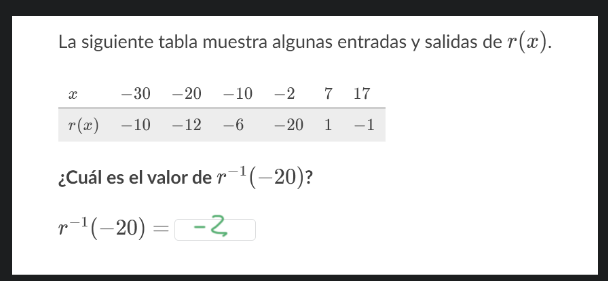 La siguiente tabla muestra algunas entradas y salidas de r(x).
x −30 −20 −10 −2 7 17
r(x) −10 −12 −6 −20 1 −1
¿Cuál es el valor de r⁻¹(−20)?
r⁻¹(−20) = −2